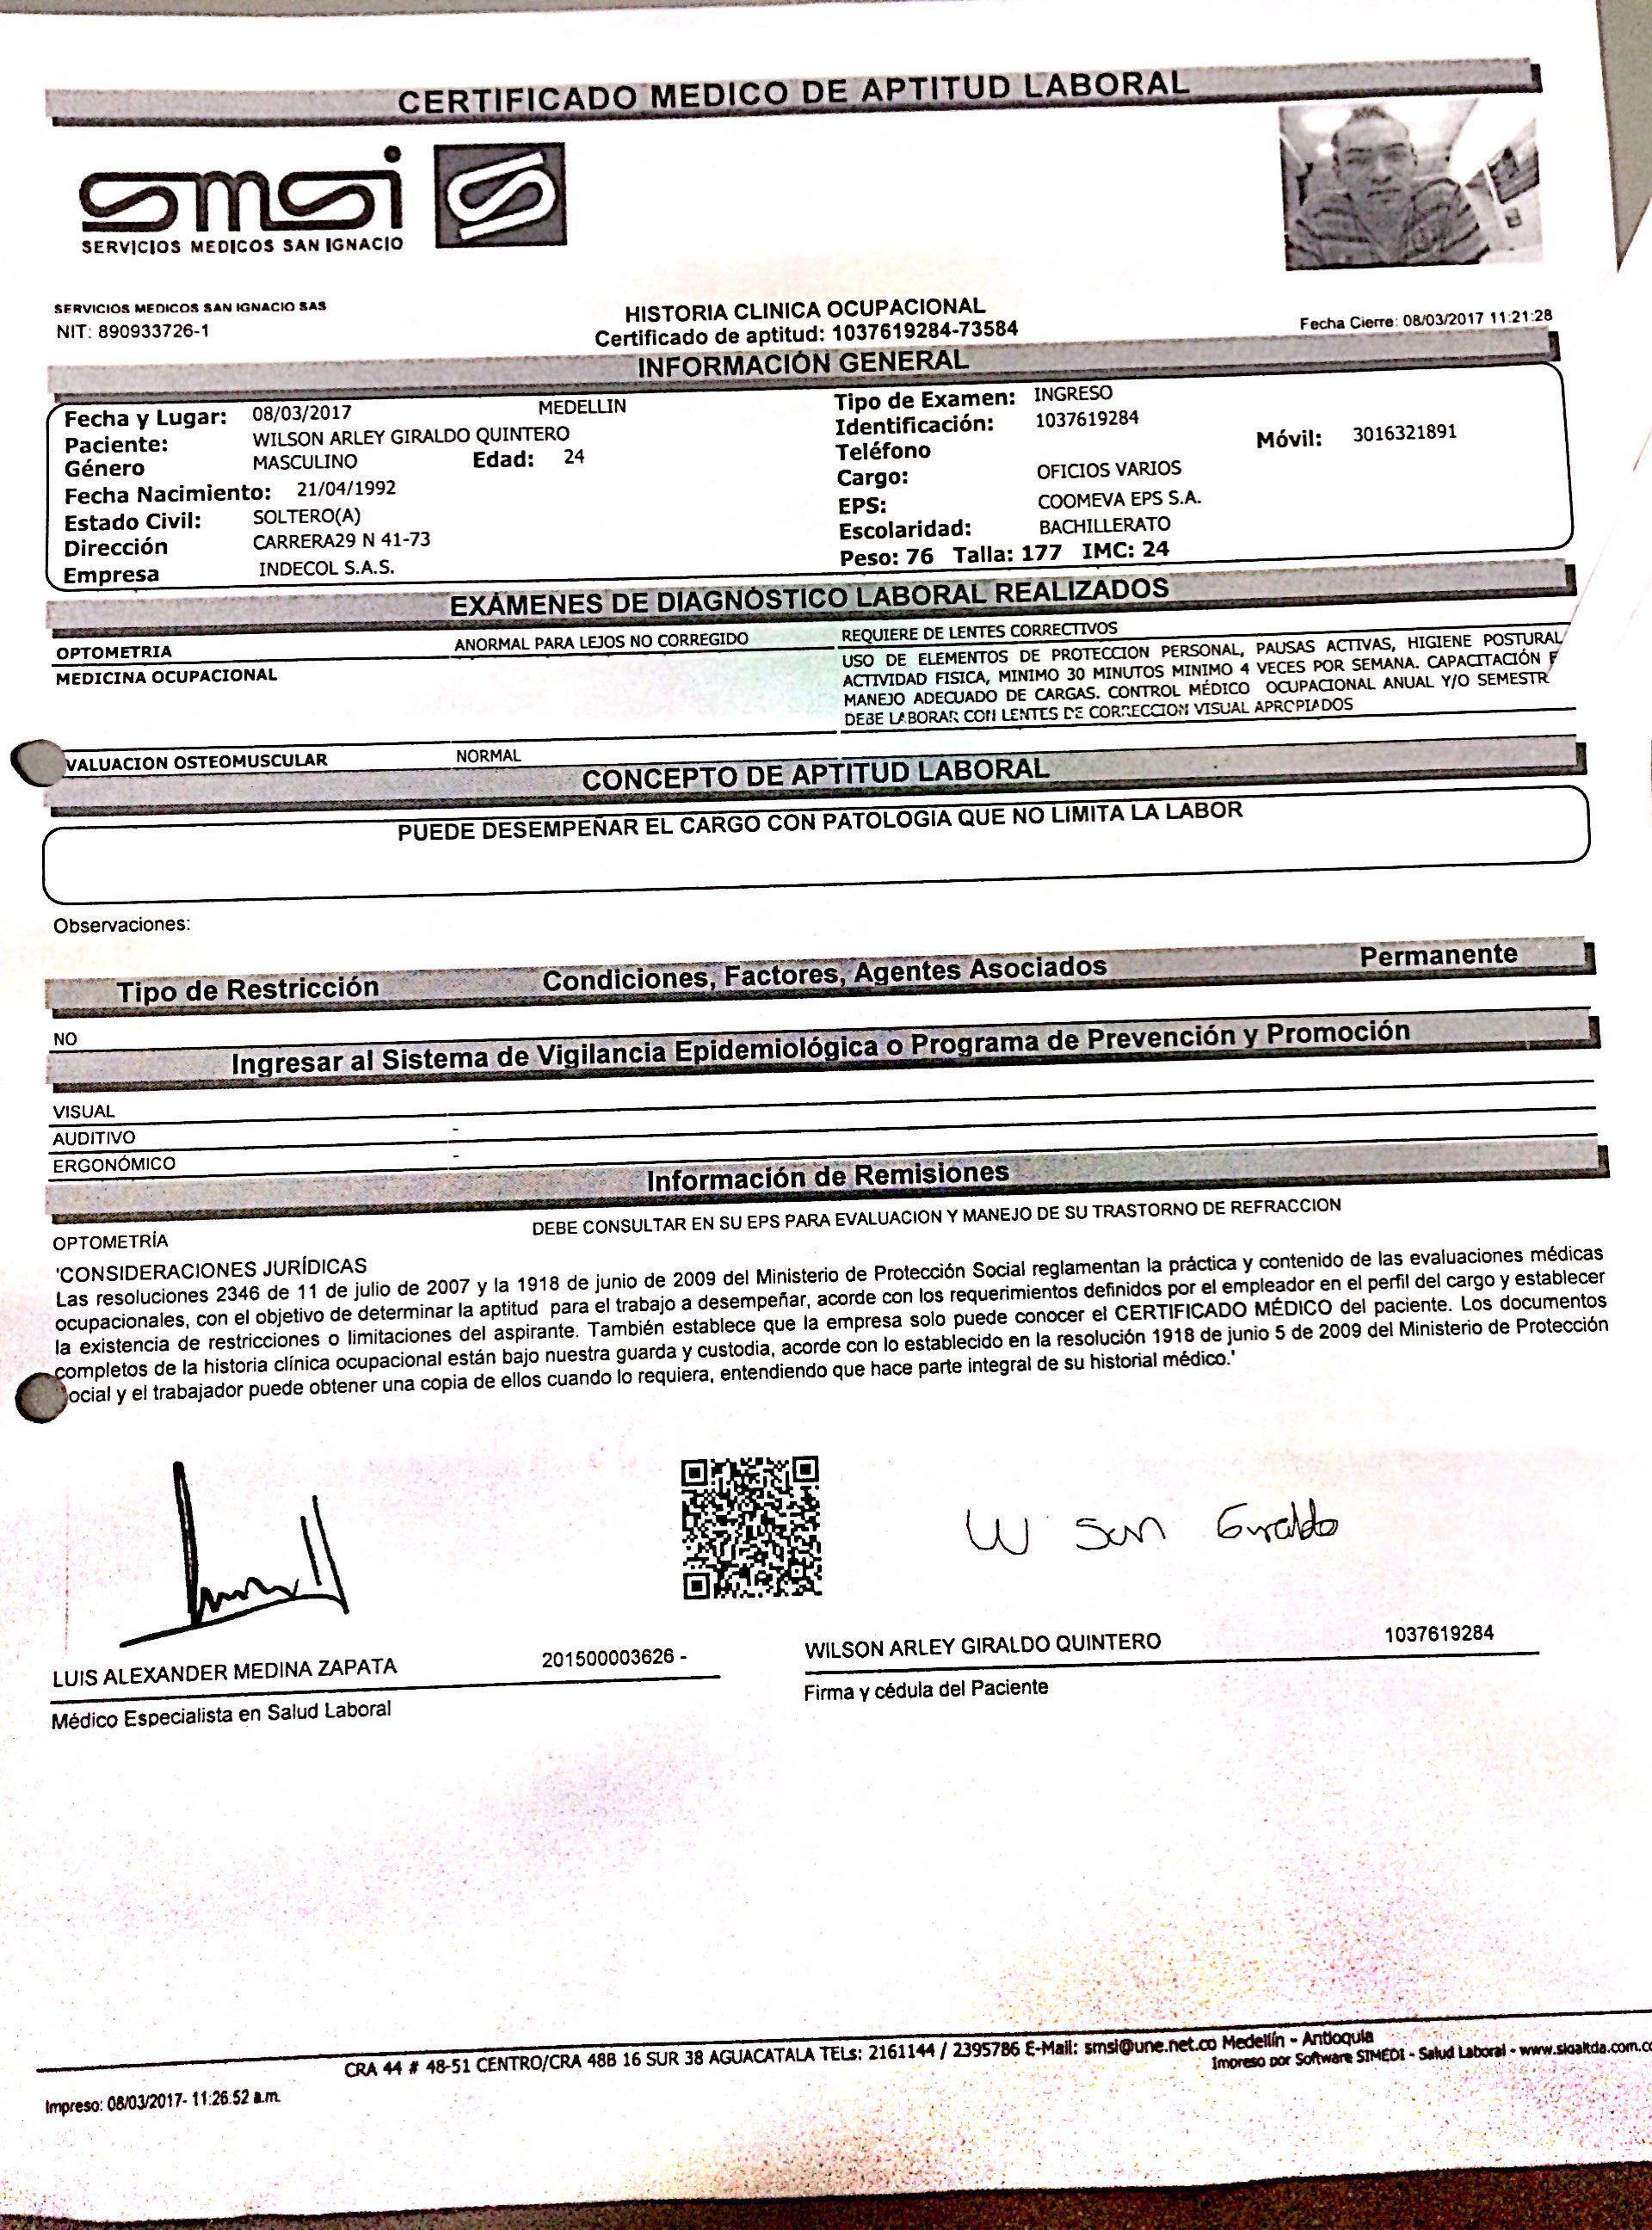 CERTIFICADO MEDICO DE APTITUD LABORAL
smsi
SERVICIOS MEDICOS SAN IGNACIO
SERVICIOS MEDICOS SAN IGNACIO SAS
NIT: 890933726-1
HISTORIA CLINICA OCUPACIONAL
Certificado de aptitud: 1037619284-73584
Fecha Cierre: 08/03/2017 11:21:28
INFORMACIÓN GENERAL
Fecha y Lugar: 08/03/2017 MEDELLIN Tipo de Examen: INGRESO
Paciente: WILSON ARLEY GIRALDO QUINTERO Identificación: 1037619284
Género MASCULINO Edad: 24 Teléfono Móvil: 3016321891
Fecha Nacimiento: 21/04/1992 Cargo: OFICIOS VARIOS
Estado Civil: SOLTERO(A) EPS: COOMEVA EPS S.A.
Dirección CARRERA29 N 41-73 Escolaridad: BACHILLERATO
Empresa INDECOL S.A.S. Peso: 76 Talla: 177 IMC: 24
EXÁMENES DE DIAGNÓSTICO LABORAL REALIZADOS
OPTOMETRIA ANORMAL PARA LEJOS NO CORREGIDO REQUIERE DE LENTES CORRECTIVOS
MEDICINA OCUPACIONAL USO DE ELEMENTOS DE PROTECCION PERSONAL, PAUSAS ACTIVAS, HIGIENE POSTURAL
ACTIVIDAD FISICA, MINIMO 30 MINUTOS MINIMO 4 VECES POR SEMANA. CAPACITACIÓN
MANEJO ADECUADO DE CARGAS. CONTROL MÉDICO OCUPACIONAL ANUAL Y/O SEMESTR
DEBE LABORAR CON LENTES DE CORRECCION VISUAL APROPIADOS
VALUACION OSTEOMUSCULAR NORMAL
CONCEPTO DE APTITUD LABORAL
PUEDE DESEMPEÑAR EL CARGO CON PATOLOGIA QUE NO LIMITA LA LABOR
Observaciones:
Tipo de Restricción Condiciones, Factores, Agentes Asociados Permanente
NO
Ingresar al Sistema de Vigilancia Epidemiológica o Programa de Prevención y Promoción
VISUAL
AUDITIVO -
ERGONÓMICO -
Información de Remisiones
OPTOMETRÍA DEBE CONSULTAR EN SU EPS PARA EVALUACION Y MANEJO DE SU TRASTORNO DE REFRACCION
'CONSIDERACIONES JURÍDICAS
Las resoluciones 2346 de 11 de julio de 2007 y la 1918 de junio de 2009 del Ministerio de Protección Social reglamentan la práctica y contenido de las evaluaciones médicas
ocupacionales, con el objetivo de determinar la aptitud para el trabajo a desempeñar, acorde con los requerimientos definidos por el empleador en el perfil del cargo y establecer
la existencia de restricciones o limitaciones del aspirante. También establece que la empresa solo puede conocer el CERTIFICADO MÉDICO del paciente. Los documentos
completos de la historia clínica ocupacional están bajo nuestra guarda y custodia, acorde con lo establecido en la resolución 1918 de junio 5 de 2009 del Ministerio de Protección
ocial y el trabajador puede obtener una copia de ellos cuando lo requiera, entendiendo que hace parte integral de su historial médico.'
W Son Giraldo
LUIS ALEXANDER MEDINA ZAPATA 201500003626 - WILSON ARLEY GIRALDO QUINTERO 1037619284
Médico Especialista en Salud Laboral Firma y cédula del Paciente
CRA 44 # 48-51 CENTRO/CRA 48B 16 SUR 38 AGUACATALA TELs: 2161144 / 2395786 E-Mail: smsi@une.net.co Medellín - Antioquia
Impreso por Software SIMEDI - Salud Laboral -
Impreso: 08/03/2017- 11:26:52 a.m.